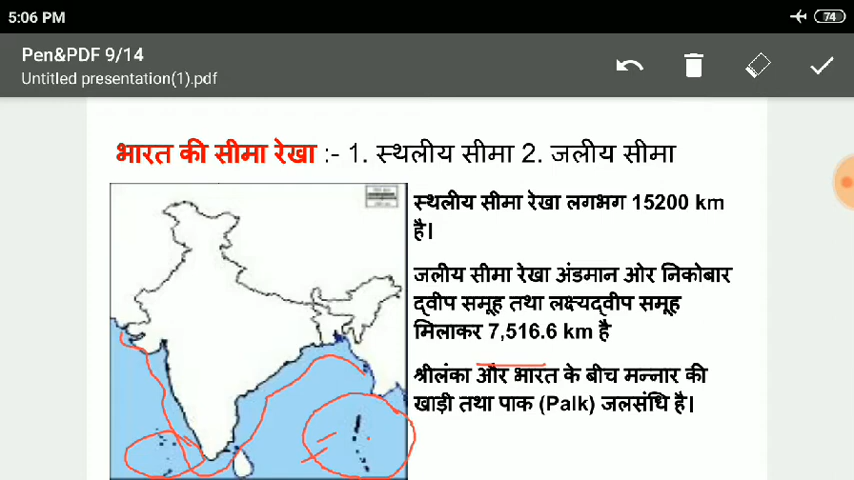 5:06 PM
74
Pen&PDF 9/14
Untitled presentation(1).pdf
भारत की सीमा रेखा :- 1. स्थलीय सीमा 2. जलीय सीमा
स्थलीय सीमा रेखा लगभग 15200 km
है।
जलीय सीमा रेखा अंडमान ओर निकोबार
द्वीप समूह तथा लक्ष्यद्वीप समूह
मिलाकर 7,516.6 km है
श्रीलंका और भारत के बीच मन्नार की
खाड़ी तथा पाक (Palk) जलसंधि है।